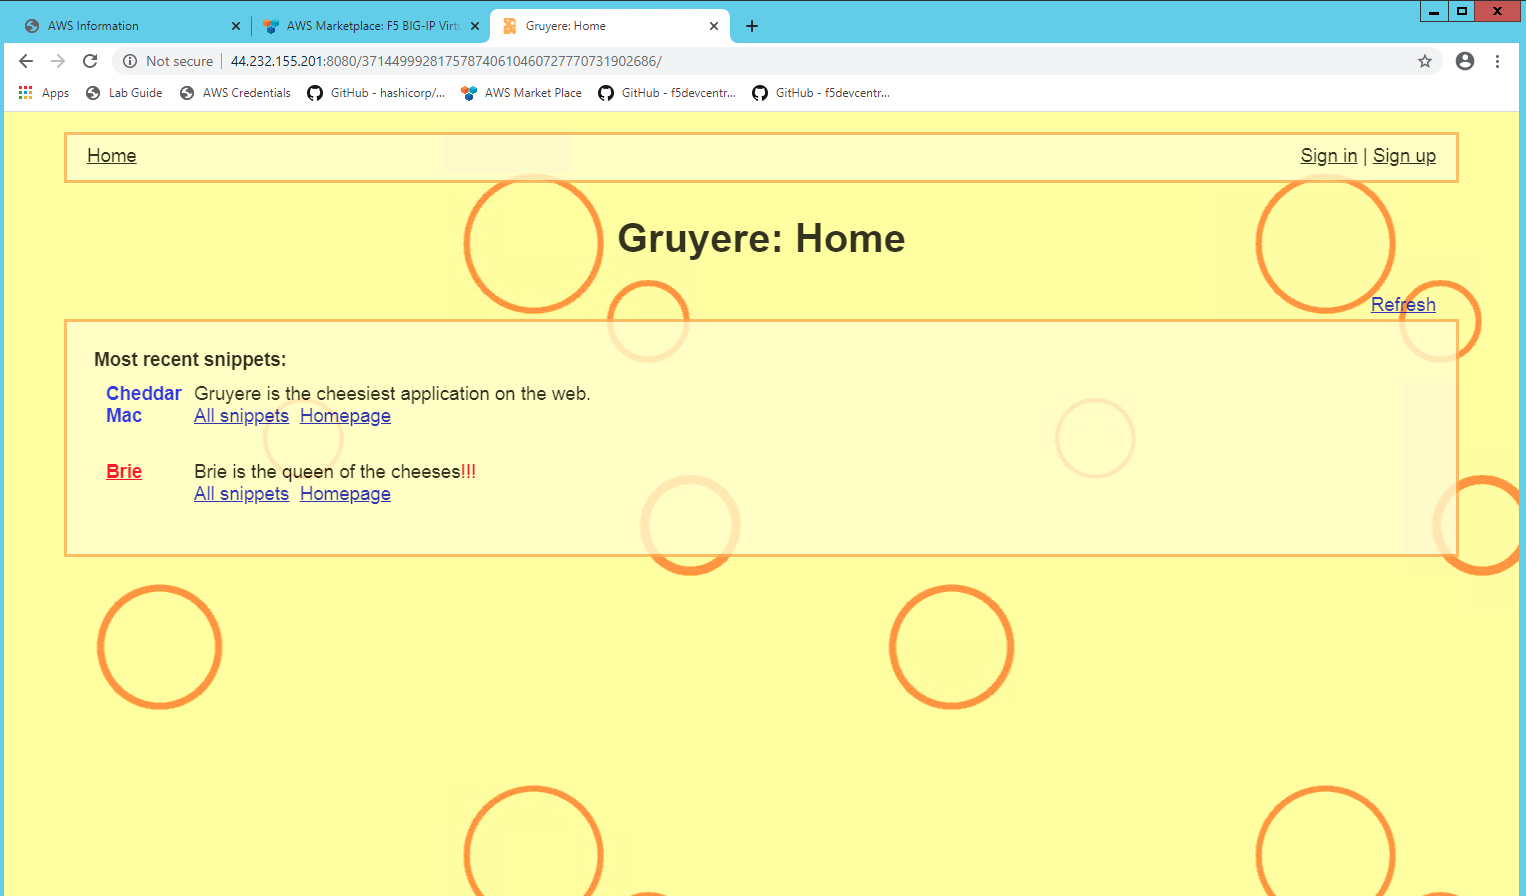 AWS Information
AWS Marketplace: F5 BIG-IP Virtu
Gruyere: Home
Not secure | 44.232.155.201:8080/371449992817578740610460727770731902686/
Apps Lab Guide AWS Credentials GitHub - hashicorp/... AWS Market Place GitHub - f5devcentr... GitHub - f5devcentr...
Home Sign in | Sign up
Gruyere: Home
Refresh
Most recent snippets:
Cheddar Gruyere is the cheesiest application on the web.
Mac All snippets Homepage
Brie Brie is the queen of the cheeses!!!
All snippets Homepage